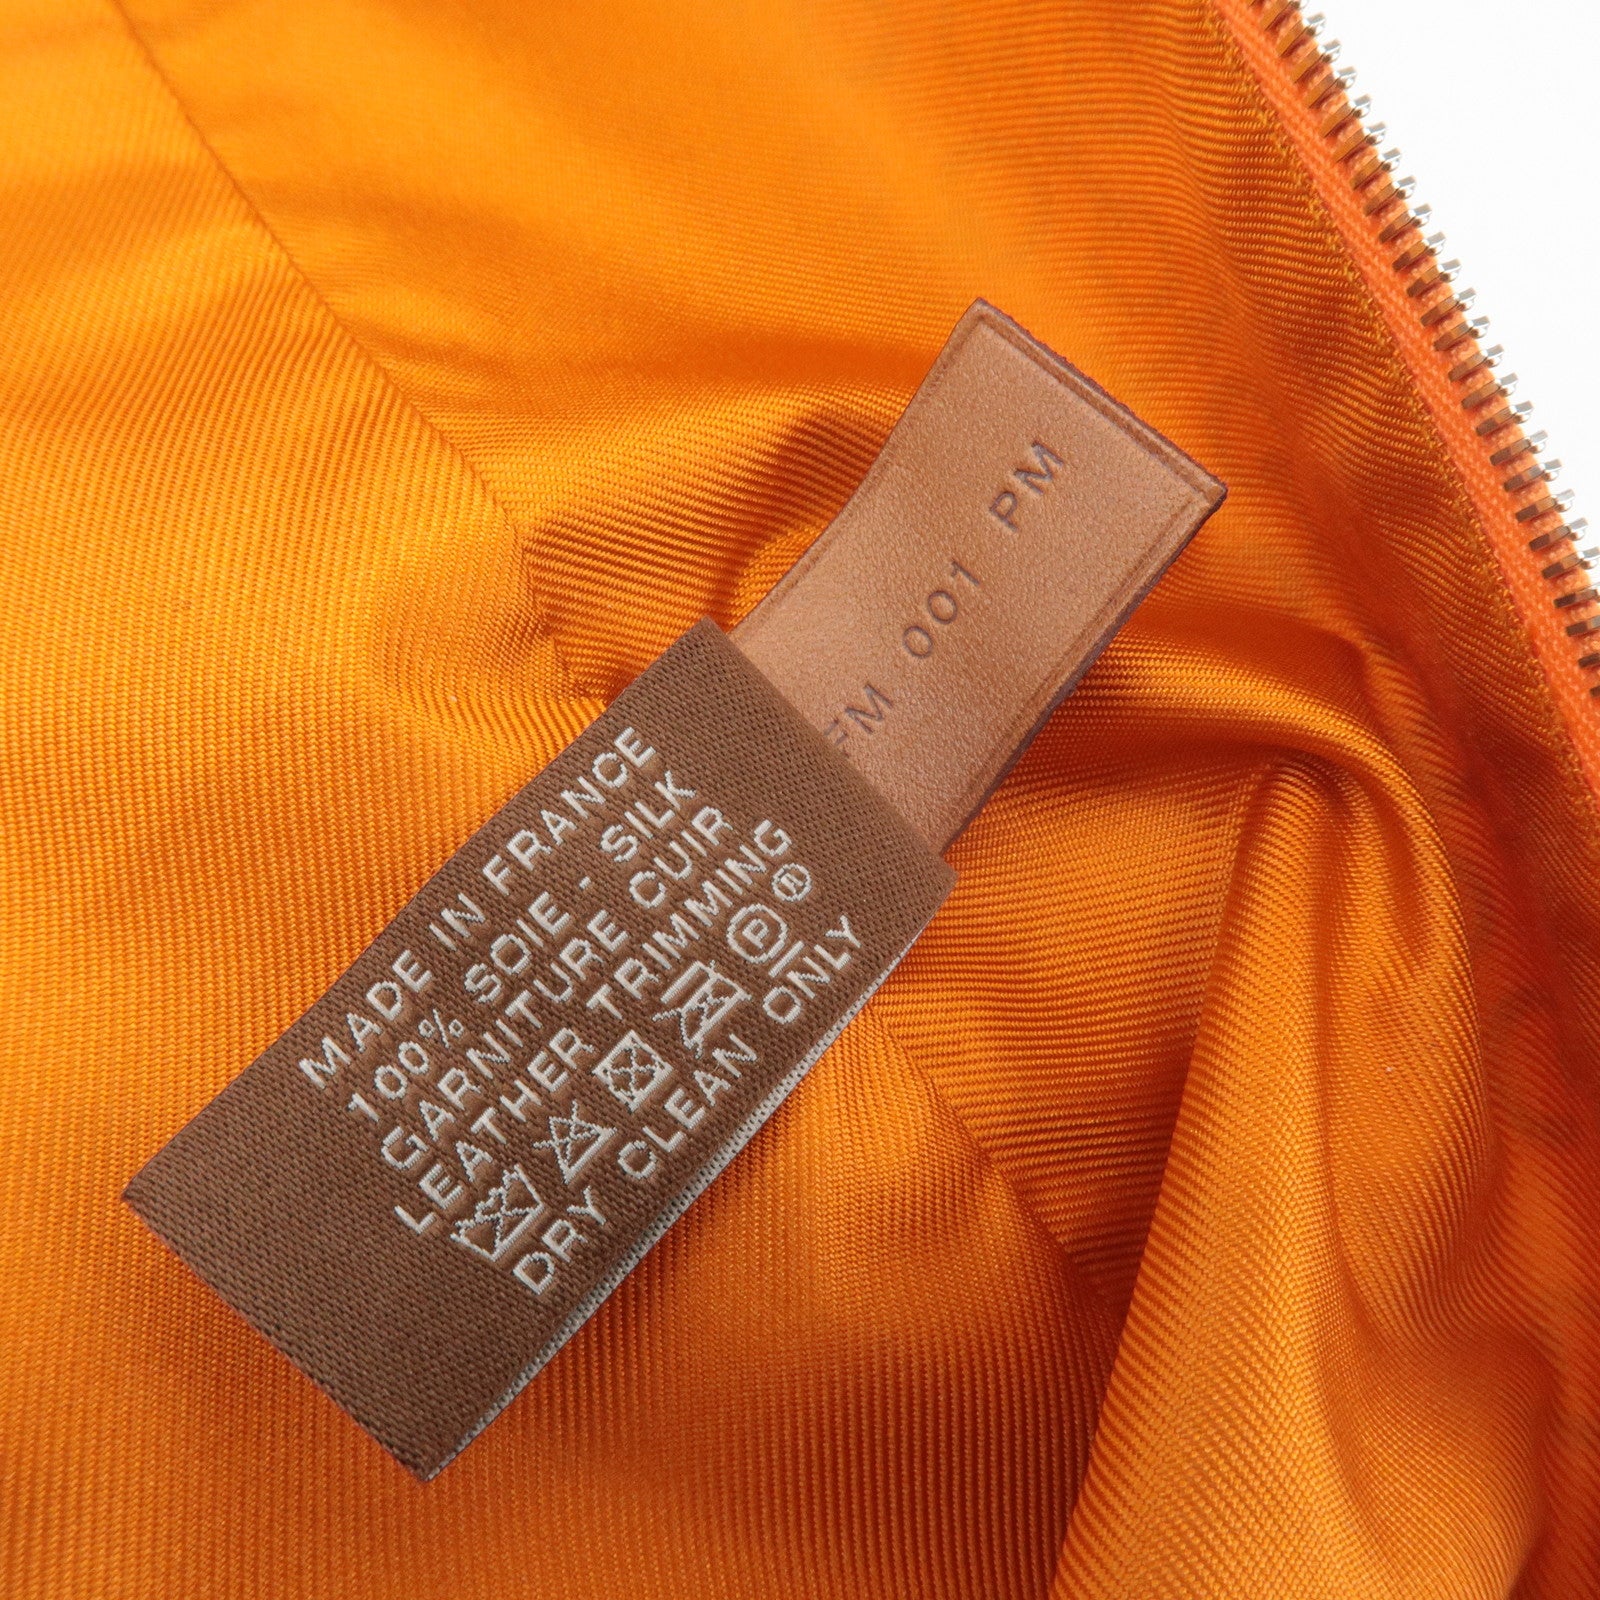 FM 001 PM
MADE IN FRANCE
100% SOIE - SILK
GARNITURE CUIR
LEATHER TRIMMING
P ®
DRY CLEAN ONLY